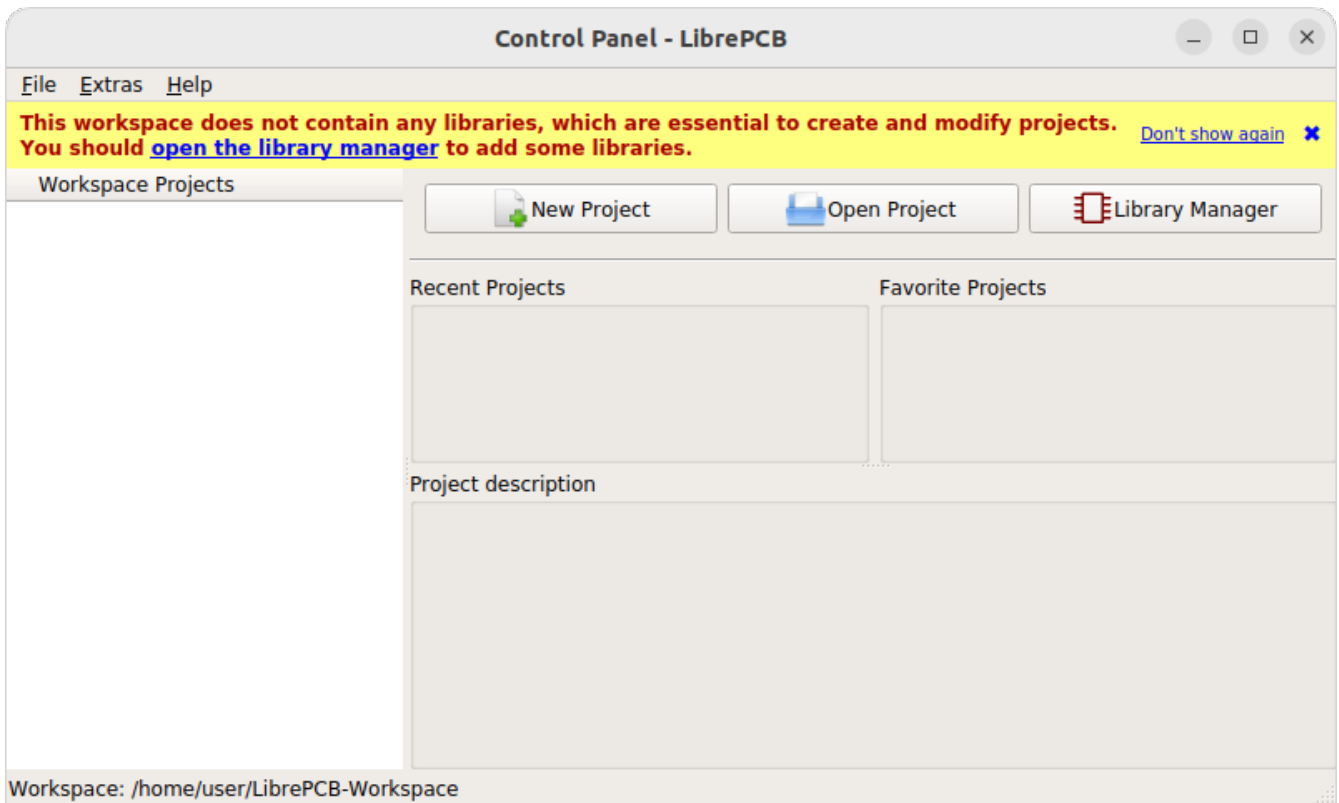 Control Panel - LibrePCB
File Extras Help
This workspace does not contain any libraries, which are essential to create and modify projects.
You should open the library manager to add some libraries.
Don't show again
Workspace Projects
New Project
Open Project
Library Manager
Recent Projects
Favorite Projects
Project description
Workspace: /home/user/LibrePCB-Workspace